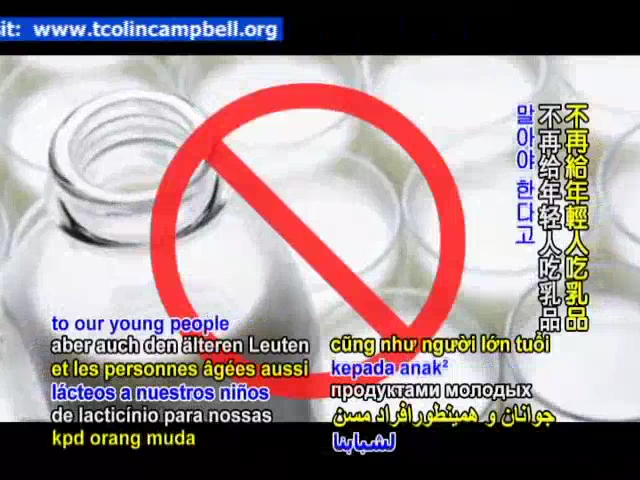 sit:  www.tcolincampbell.org
不再給年輕人吃乳品
不再给年轻人吃乳品
말아야 한다고
to our young people
aber auch den älteren Leuten
et les personnes âgées aussi
lácteos a nuestros niños
de lacticínio para nossas
kpd orang muda
cũng như người lớn tuổi
kepada anak²
продуктами молодых
جوانان و همینطورافراد مسن
لشبابنا